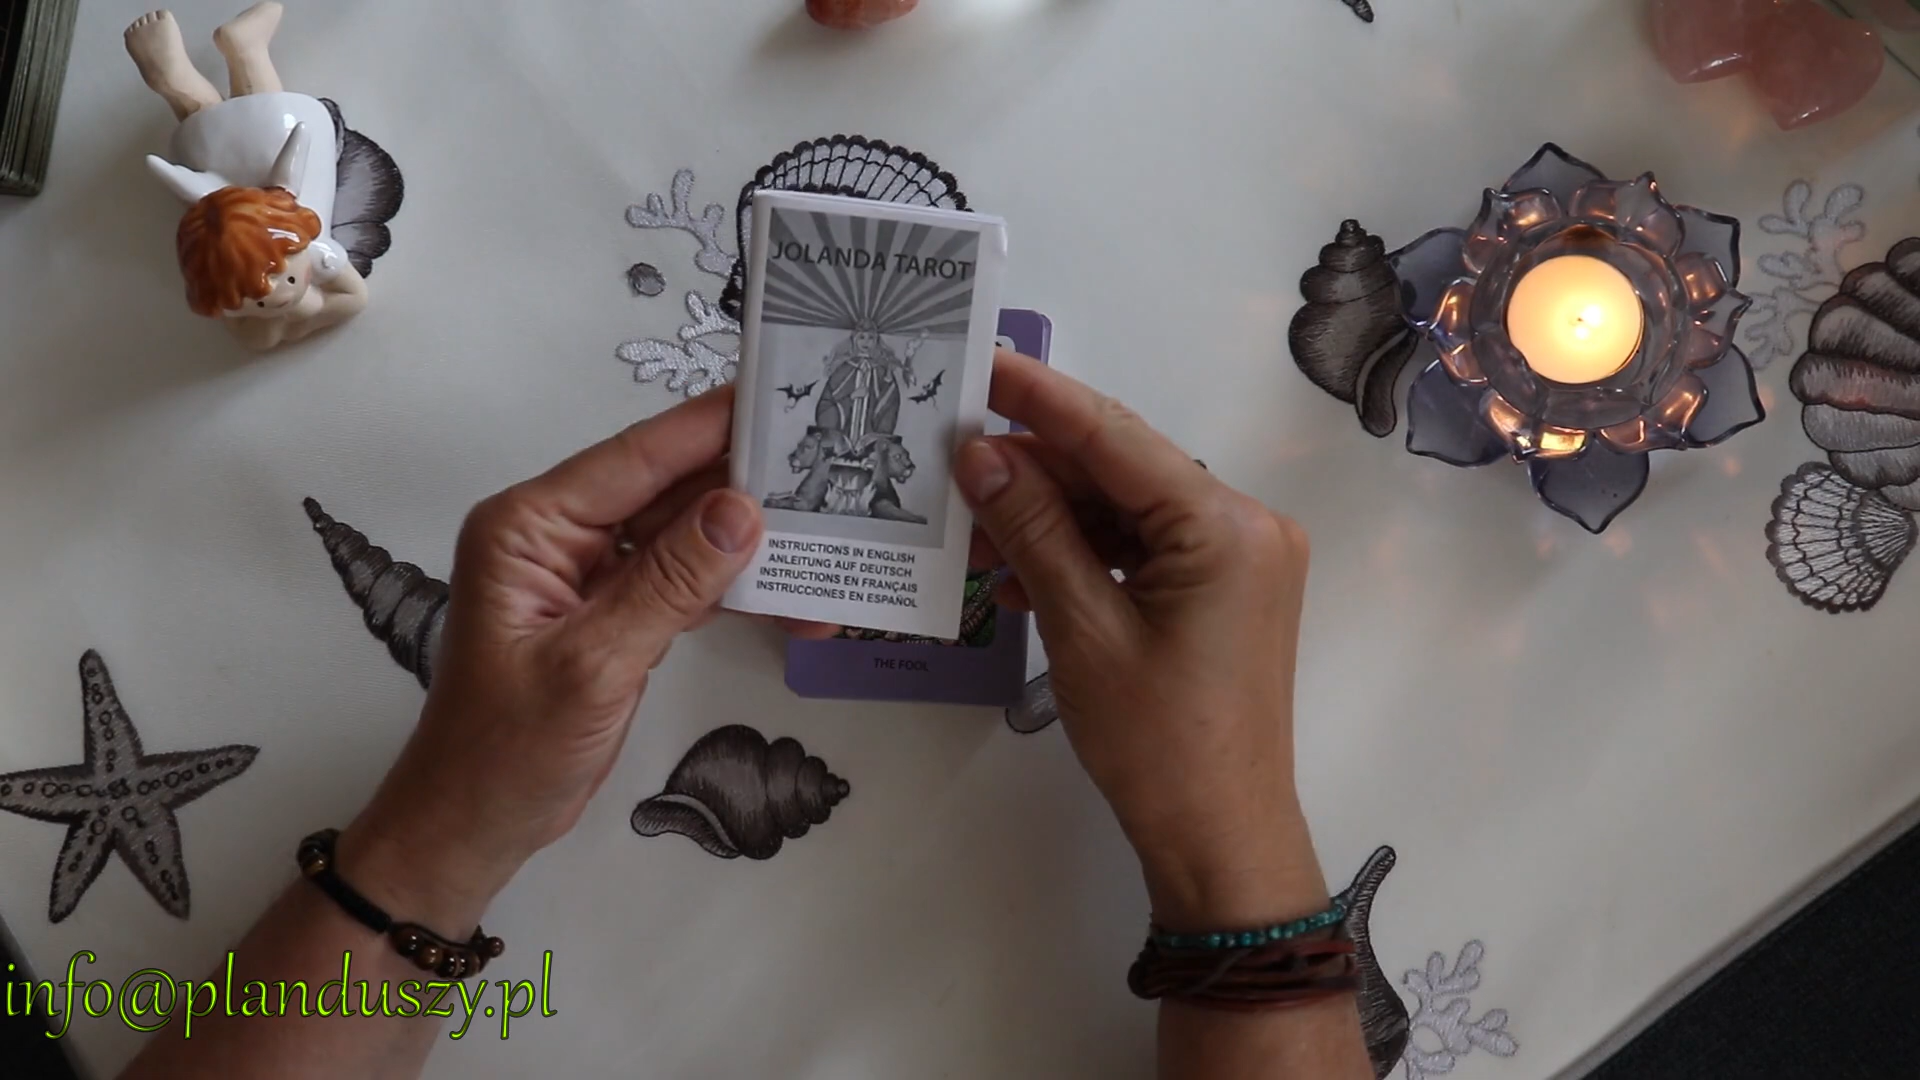 JOLANDA TAROT
INSTRUCTIONS IN ENGLISH
ANLEITUNG AUF DEUTSCH
INSTRUCTIONS EN FRANÇAIS
INSTRUCCIONES EN ESPAÑOL
THE FOOL
info@planduszy.pl